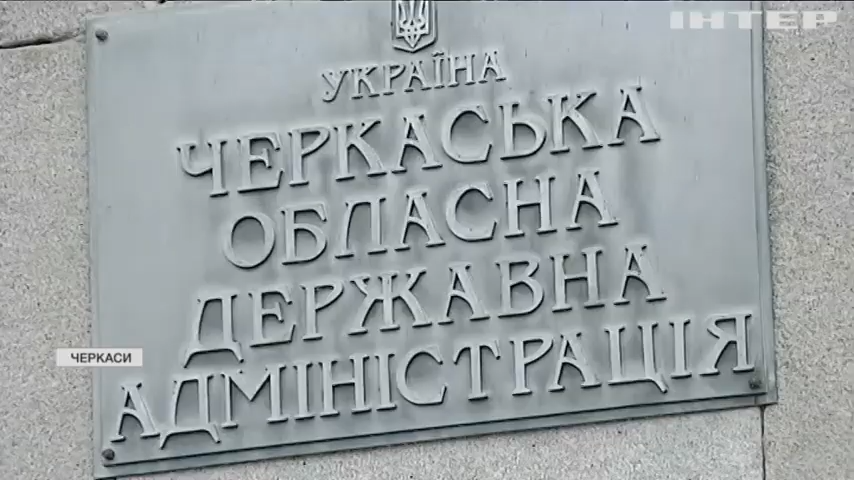 ІНТЕР
УКРАЇНА
ЧЕРКАСЬКА
ОБЛАСНА
ДЕРЖАВНА
АДМІНІСТРАЦІЯ
ЧЕРКАСИ